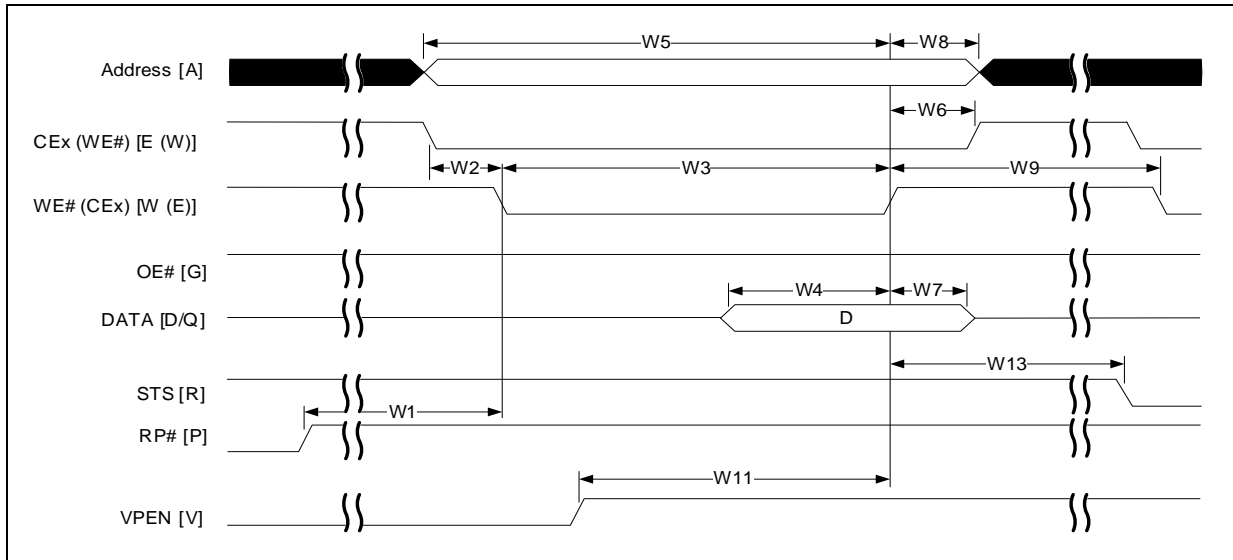 W5
W8
Address [A]
W6
CEx (WE#) [E (W)]
W2
W3
W9
WE# (CEx) [W (E)]
OE# [G]
W4
W7
DATA [D/Q]
D
W13
STS [R]
W1
RP# [P]
W11
VPEN [V]